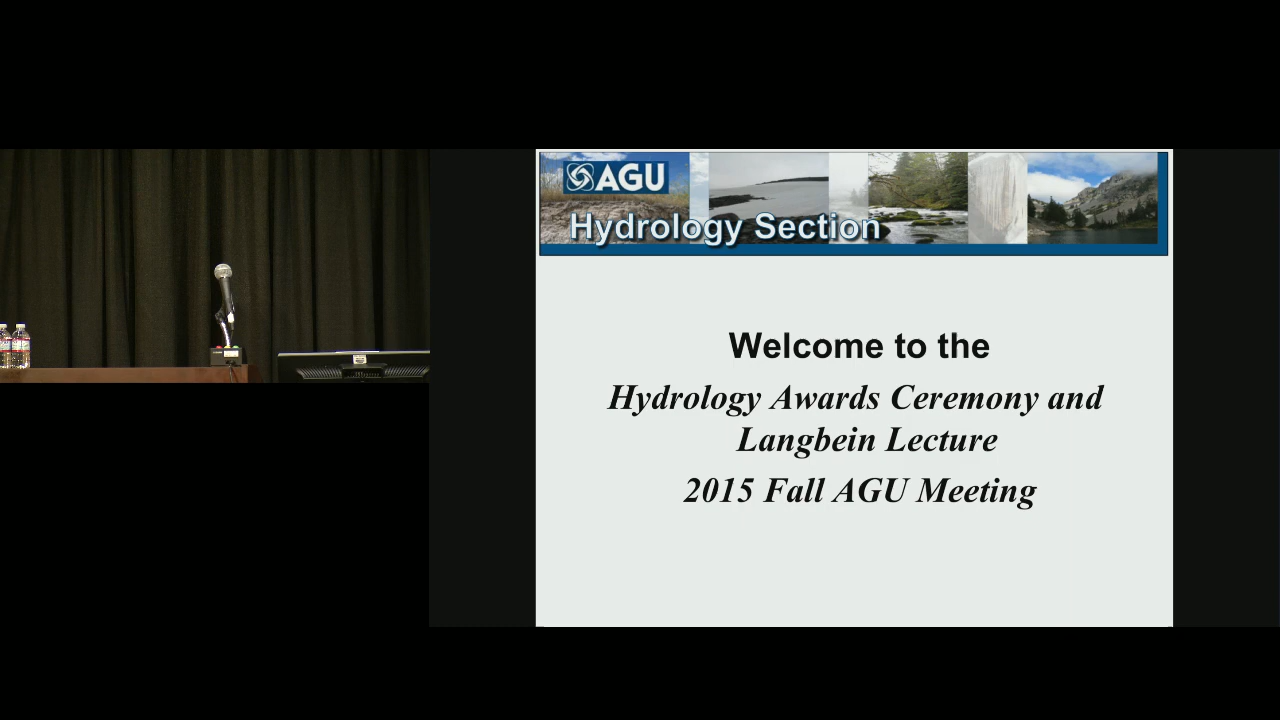 AGU
Hydrology Section
Welcome to the
Hydrology Awards Ceremony and
Langbein Lecture
2015 Fall AGU Meeting